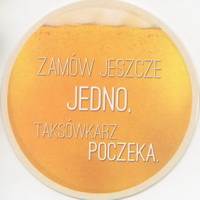 ZAMÓW JESZCZE
JEDNO,
TAKSÓWKARZ
POCZEKA.